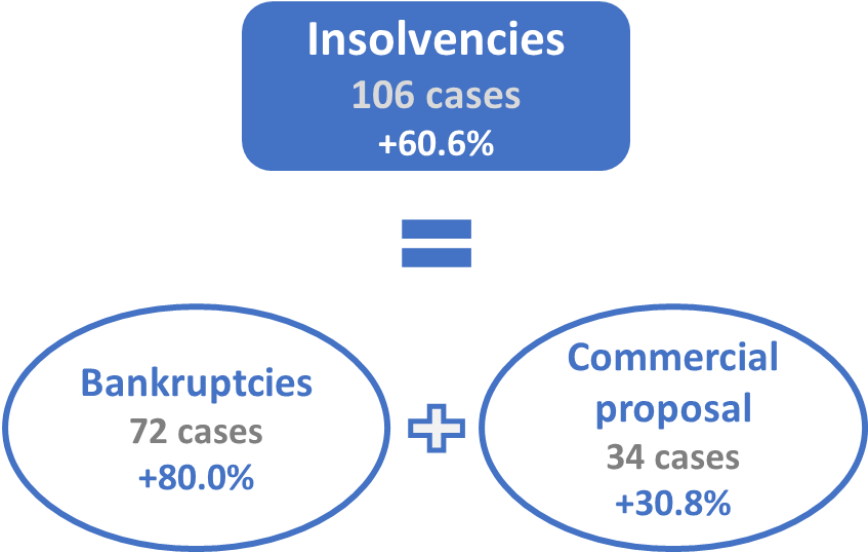 Insolvencies
106 cases
+60.6%
Bankruptcies
72 cases
+80.0%
Commercial
proposal
34 cases
+30.8%